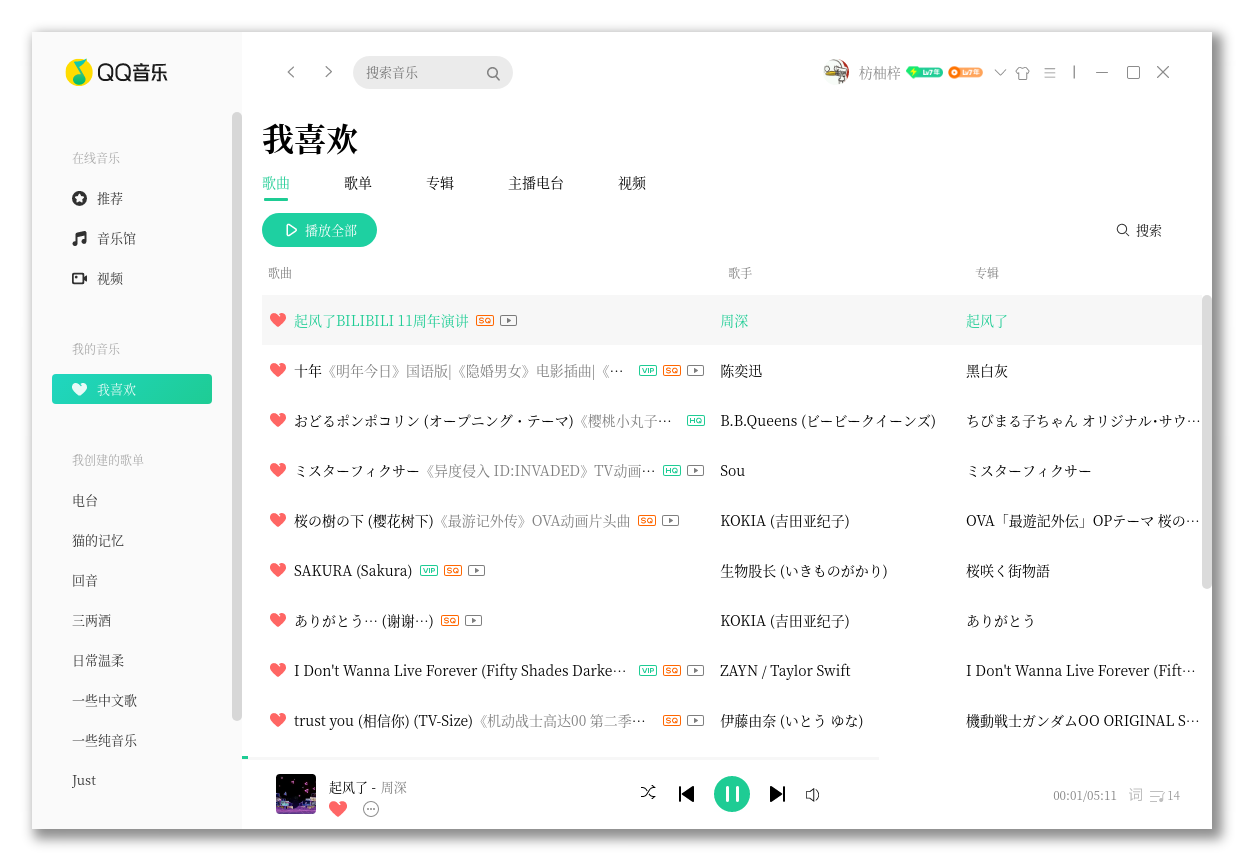 QQ音乐
搜索音乐
枋柚梓
Lv7 年
Lv7 年
在线音乐
推荐
音乐馆
视频
我的音乐
我喜欢
我创建的歌单
电台
猫的记忆
回音
三两酒
日常温柔
一些中文歌
一些纯音乐
Just
我喜欢
歌曲 歌单 专辑 主播电台 视频
播放全部 搜索
歌曲 歌手 专辑
起风了BILIBILI 11周年演讲 SQ 周深 起风了
十年《明年今日》国语版|《隐婚男女》电影插曲|《… VIP SQ 陈奕迅 黑白灰
おどるポンポコリン (オープニング・テーマ)《樱桃小丸子… HQ B.B.Queens (ビービークイーンズ) ちびまる子ちゃん オリジナル･サウ…
ミスターフィクサー《异度侵入 ID:INVADED》TV动画… HQ Sou ミスターフィクサー
桜の樹の下 (樱花树下)《最游记外传》OVA动画片头曲 SQ KOKIA (吉田亚纪子) OVA「最遊記外伝」OPテーマ 桜の…
SAKURA (Sakura) VIP SQ 生物股长 (いきものがかり) 桜咲く街物語
ありがとう… (谢谢…) SQ KOKIA (吉田亚纪子) ありがとう
I Don't Wanna Live Forever (Fifty Shades Darke… VIP SQ ZAYN / Taylor Swift I Don't Wanna Live Forever (Fift…
trust you (相信你) (TV-Size)《机动战士高达00 第二季… SQ 伊藤由奈 (いとう ゆな) 機動戦士ガンダムOO ORIGINAL S…
起风了 - 周深
00:01/05:11 词 14